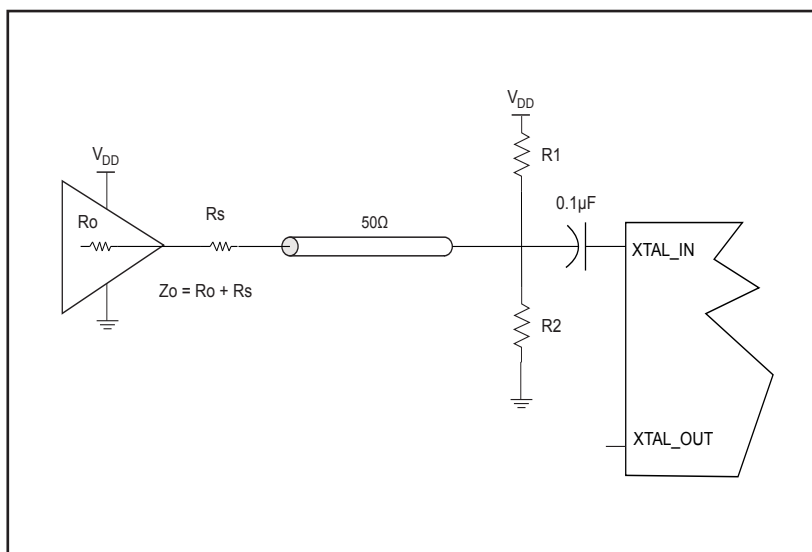 V_DD
Ro
Rs
Zo = Ro + Rs
50Ω
V_DD
R1
0.1µF
R2
XTAL_IN
XTAL_OUT